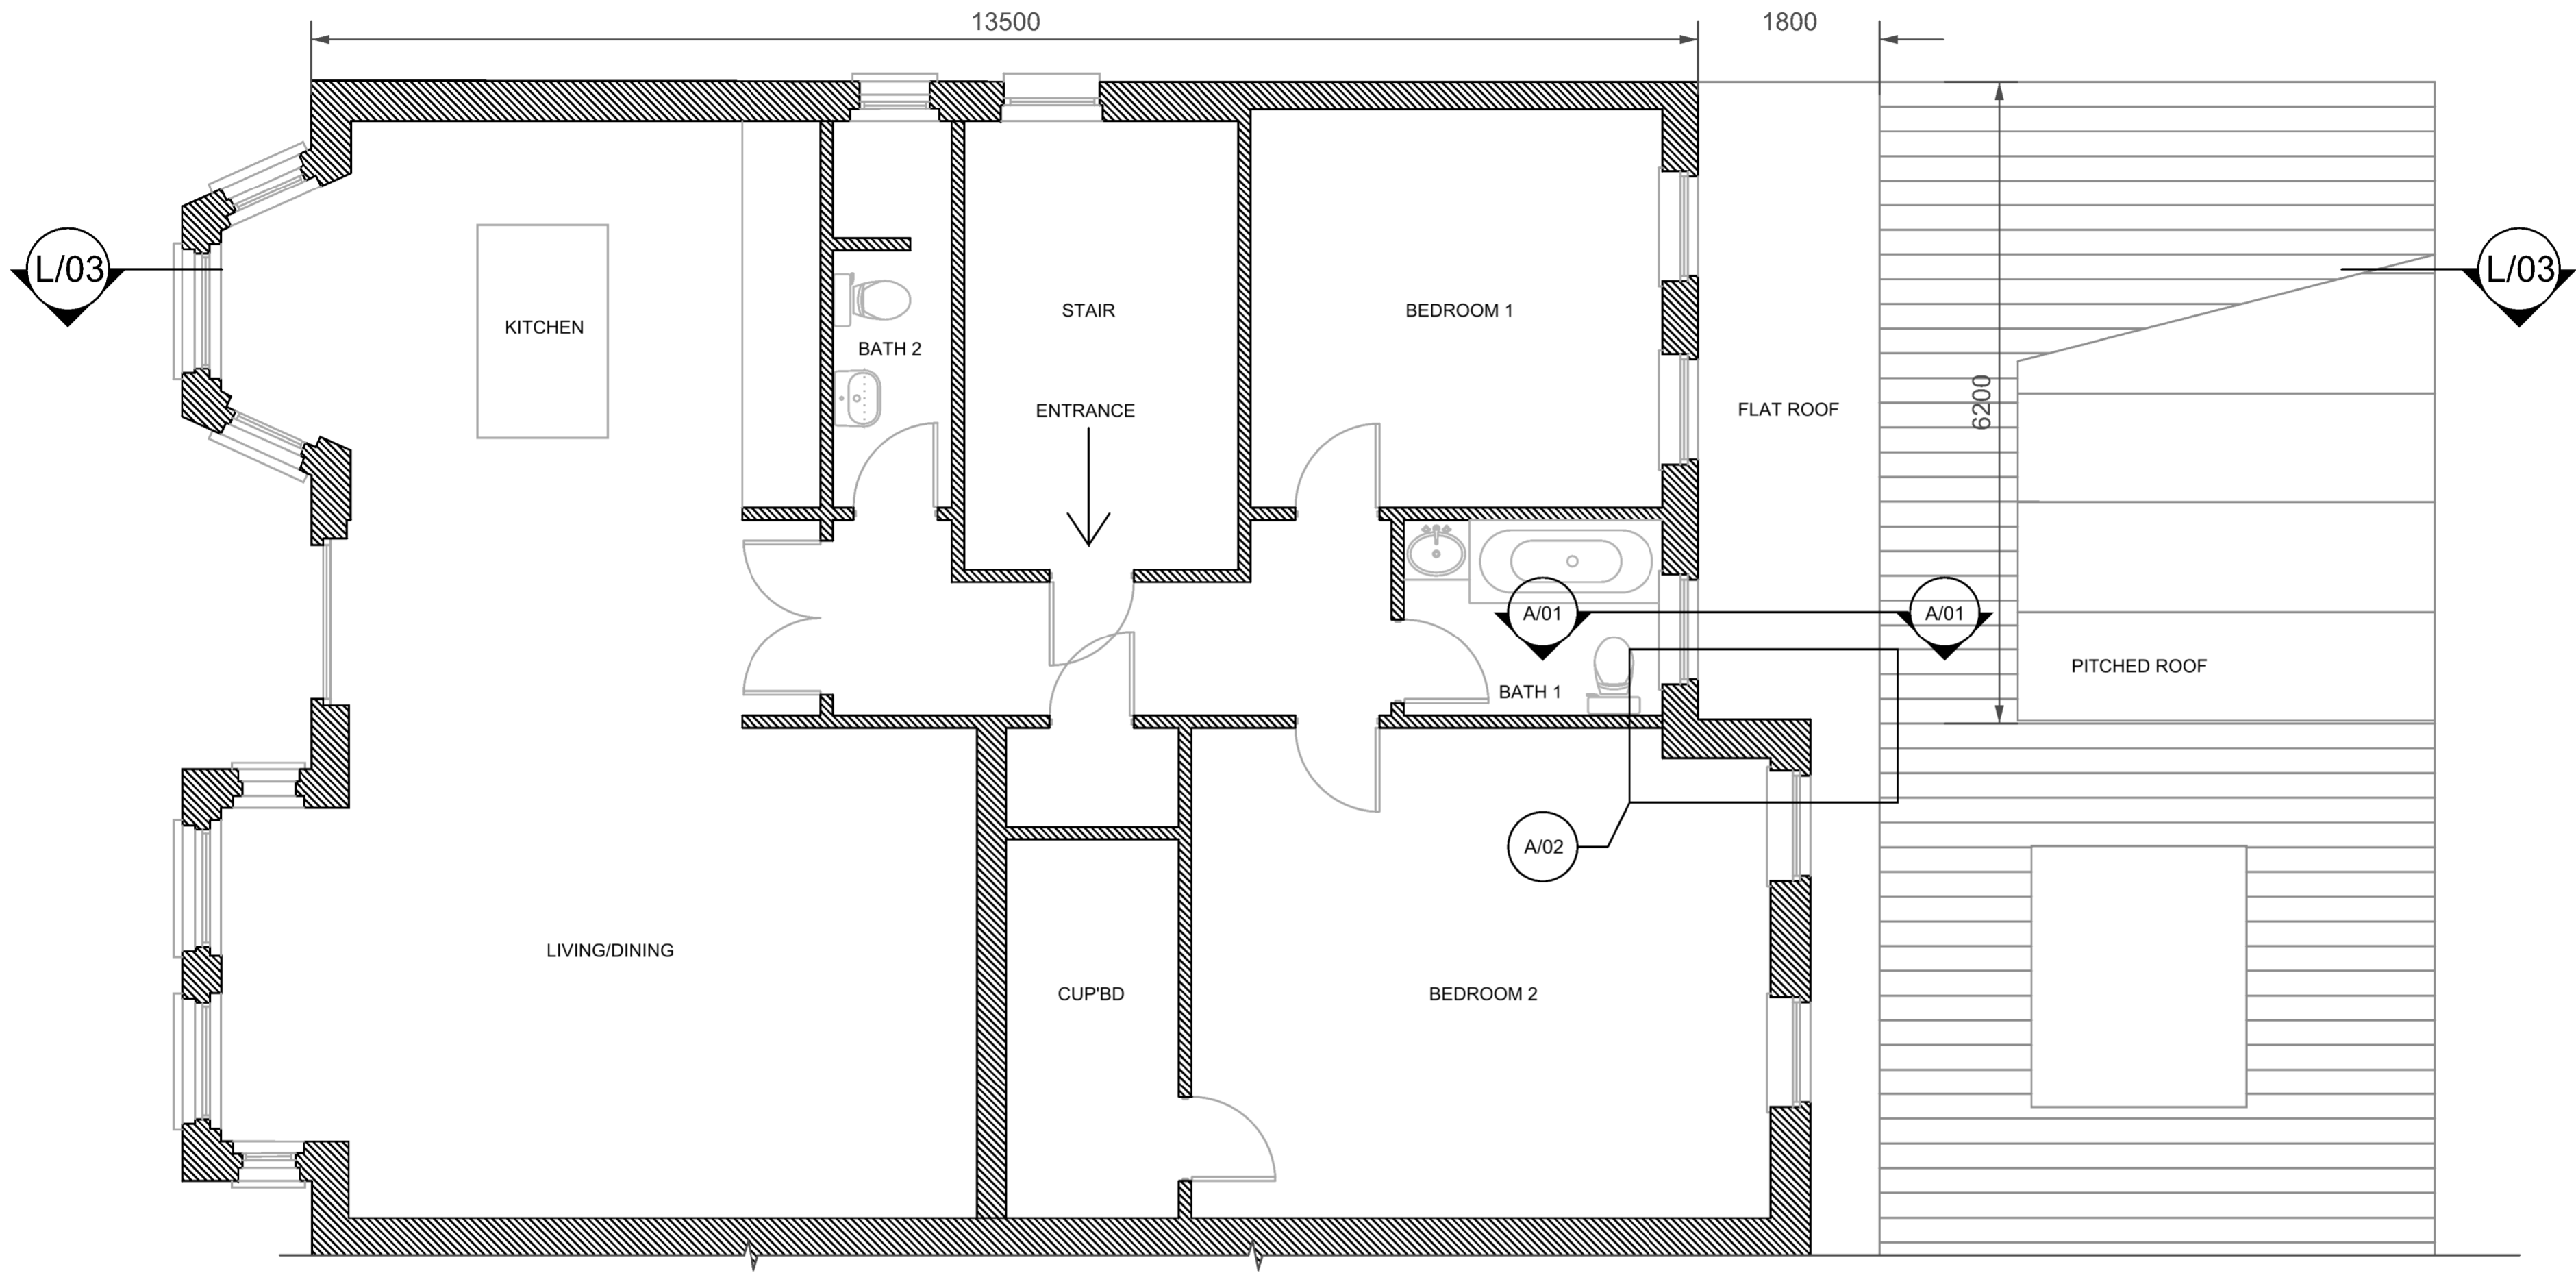 13500
1800
L/03
L/03
KITCHEN
BATH 2
STAIR
ENTRANCE
BEDROOM 1
FLAT ROOF
6200
A/01
A/01
BATH 1
PITCHED ROOF
A/02
LIVING/DINING
CUP'BD
BEDROOM 2